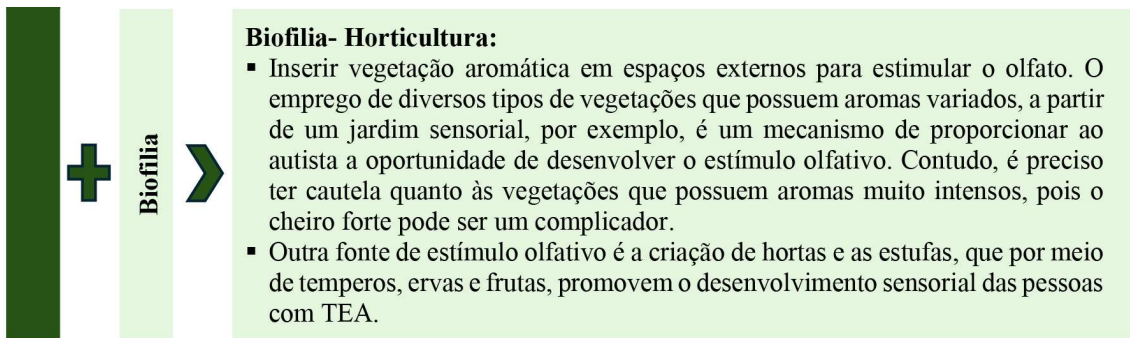 Biofilia
Biofilia- Horticultura:
▪ Inserir vegetação aromática em espaços externos para estimular o olfato. O
emprego de diversos tipos de vegetações que possuem aromas variados, a partir
de um jardim sensorial, por exemplo, é um mecanismo de proporcionar ao
autista a oportunidade de desenvolver o estímulo olfativo. Contudo, é preciso
ter cautela quanto às vegetações que possuem aromas muito intensos, pois o
cheiro forte pode ser um complicador.
▪ Outra fonte de estímulo olfativo é a criação de hortas e as estufas, que por meio
de temperos, ervas e frutas, promovem o desenvolvimento sensorial das pessoas
com TEA.